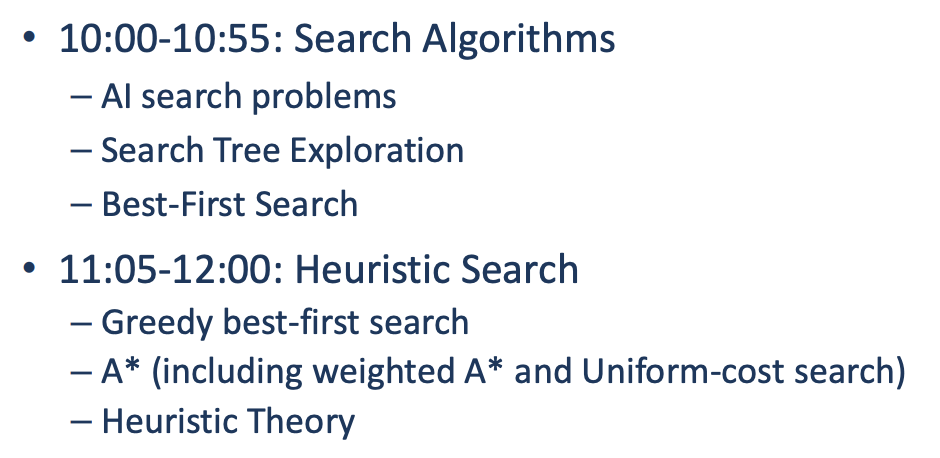 • 10:00-10:55: Search Algorithms
– AI search problems
– Search Tree Exploration
– Best-First Search
• 11:05-12:00: Heuristic Search
– Greedy best-first search
– A* (including weighted A* and Uniform-cost search)
– Heuristic Theory